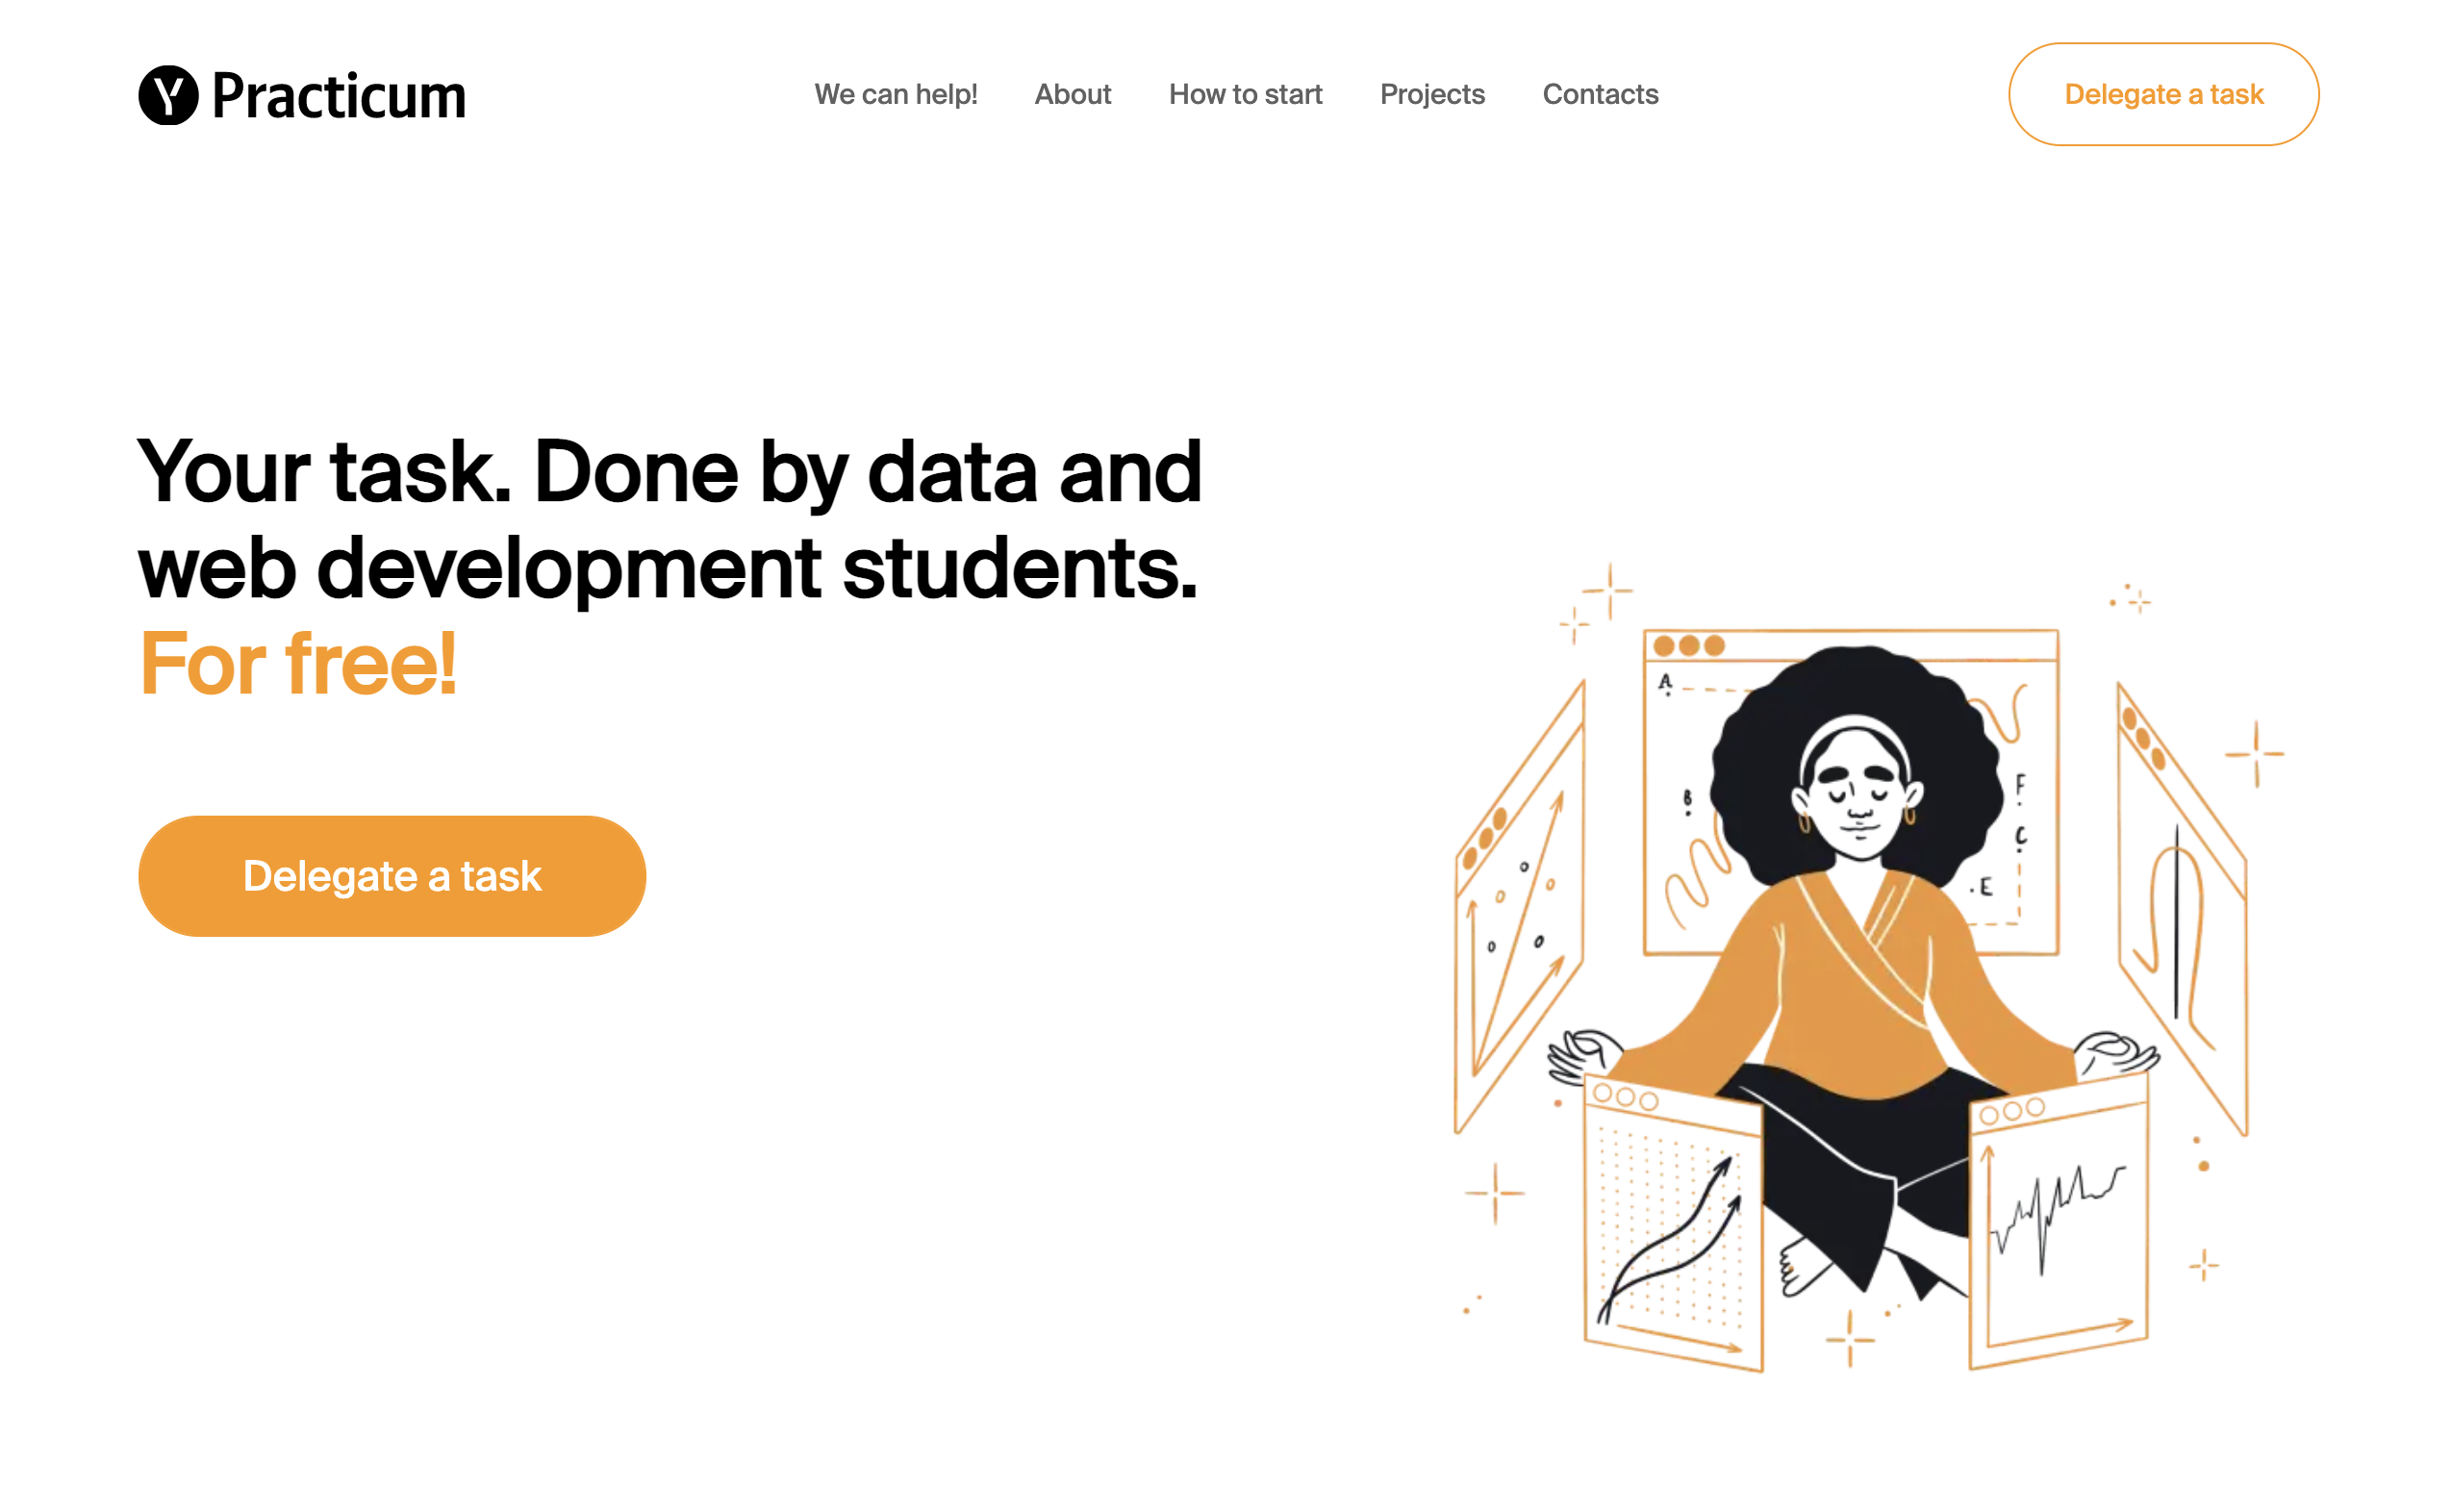 Y Practicum
We can help!
About
How to start
Projects
Contacts
Delegate a task
Your task. Done by data and
web development students.
For free!
Delegate a task
A
B
F
C
E